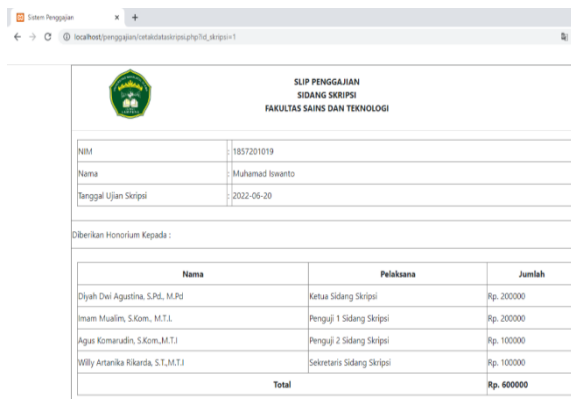 Sistem Penggajian
localhost/penggajian/cetakdataskripsi.php?id_skripsi=1
SLIP PENGGAJIAN
SIDANG SKRIPSI
FAKULTAS SAINS DAN TEKNOLOGI
NIM : 1857201019
Nama : Muhamad Iswanto
Tanggal Ujian Skripsi : 2022-06-20
Diberikan Honorium Kepada :
Nama Pelaksana Jumlah
Diyah Dwi Agustina, S.Pd., M.Pd Ketua Sidang Skripsi Rp. 200000
Imam Mualim, S.Kom., M.T.I. Penguji 1 Sidang Skripsi Rp. 200000
Agus Komarudin, S.Kom.,M.T.I Penguji 2 Sidang Skripsi Rp. 100000
Willy Artanika Rikarda, S.T.,M.T.I Sekretaris Sidang Skripsi Rp. 100000
Total Rp. 600000